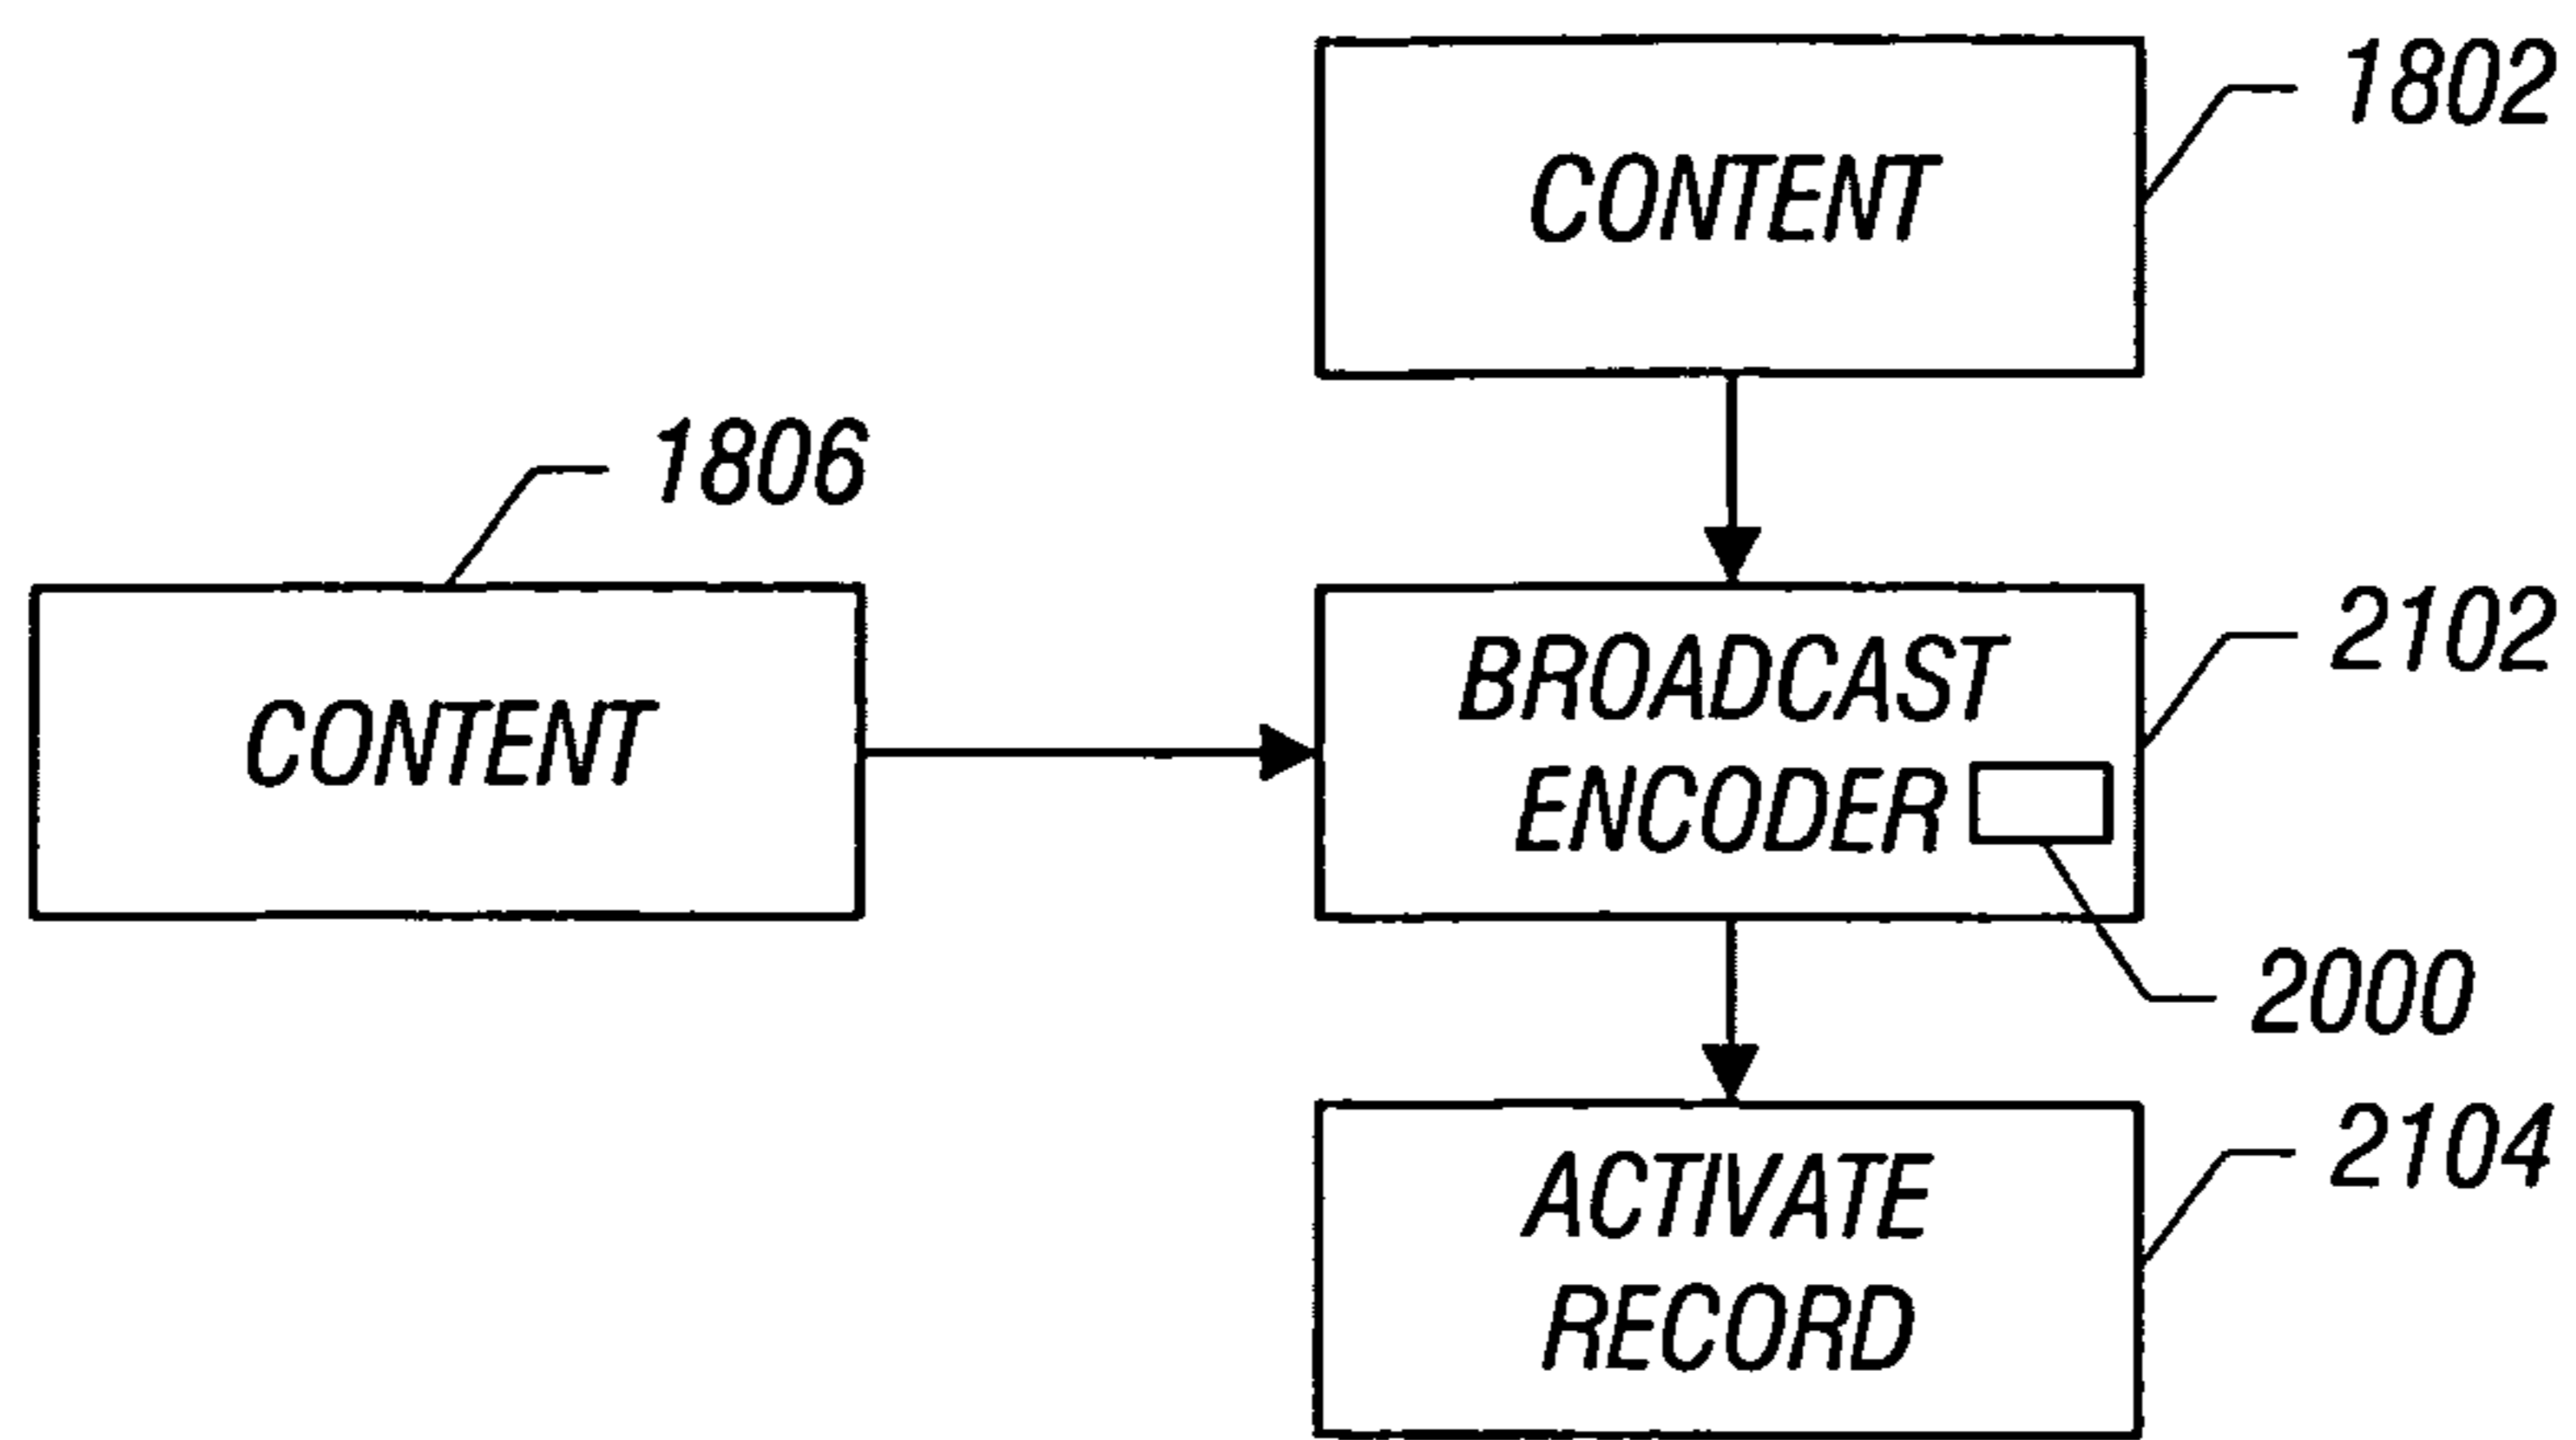 1802
CONTENT
1806
CONTENT
BROADCAST
ENCODER
2102
2000
ACTIVATE
RECORD
2104